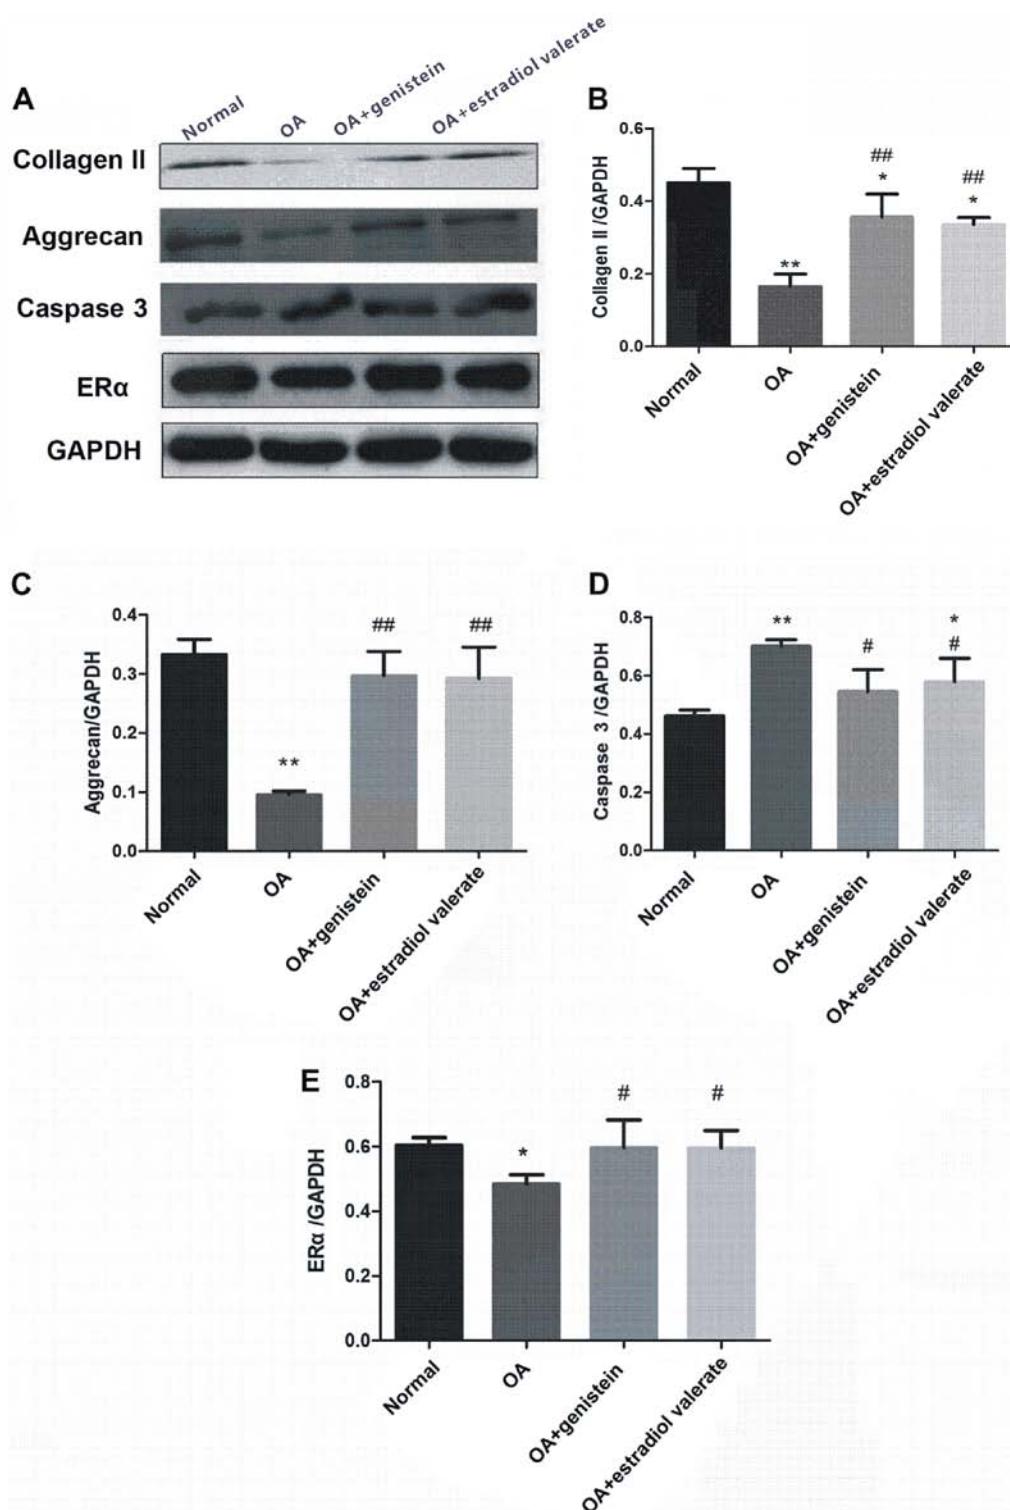 A
Normal
OA
OA+genistein
OA+estradiol valerate
Collagen II
Aggrecan
Caspase 3
ERα
GAPDH
B
Collagen II /GAPDH
0.6
0.4
0.2
0.0
**
##
*
##
*
Normal
OA
OA+genistein
OA+estradiol valerate
C
Aggrecan/GAPDH
0.4
0.3
0.2
0.1
0.0
**
##
##
Normal
OA
OA+genistein
OA+estradiol valerate
D
Caspase 3 /GAPDH
0.8
0.6
0.4
0.2
0.0
**
#
*
#
Normal
OA
OA+genistein
OA+estradiol valerate
E
ERα /GAPDH
0.8
0.6
0.4
0.2
0.0
*
#
#
Normal
OA
OA+genistein
OA+estradiol valerate